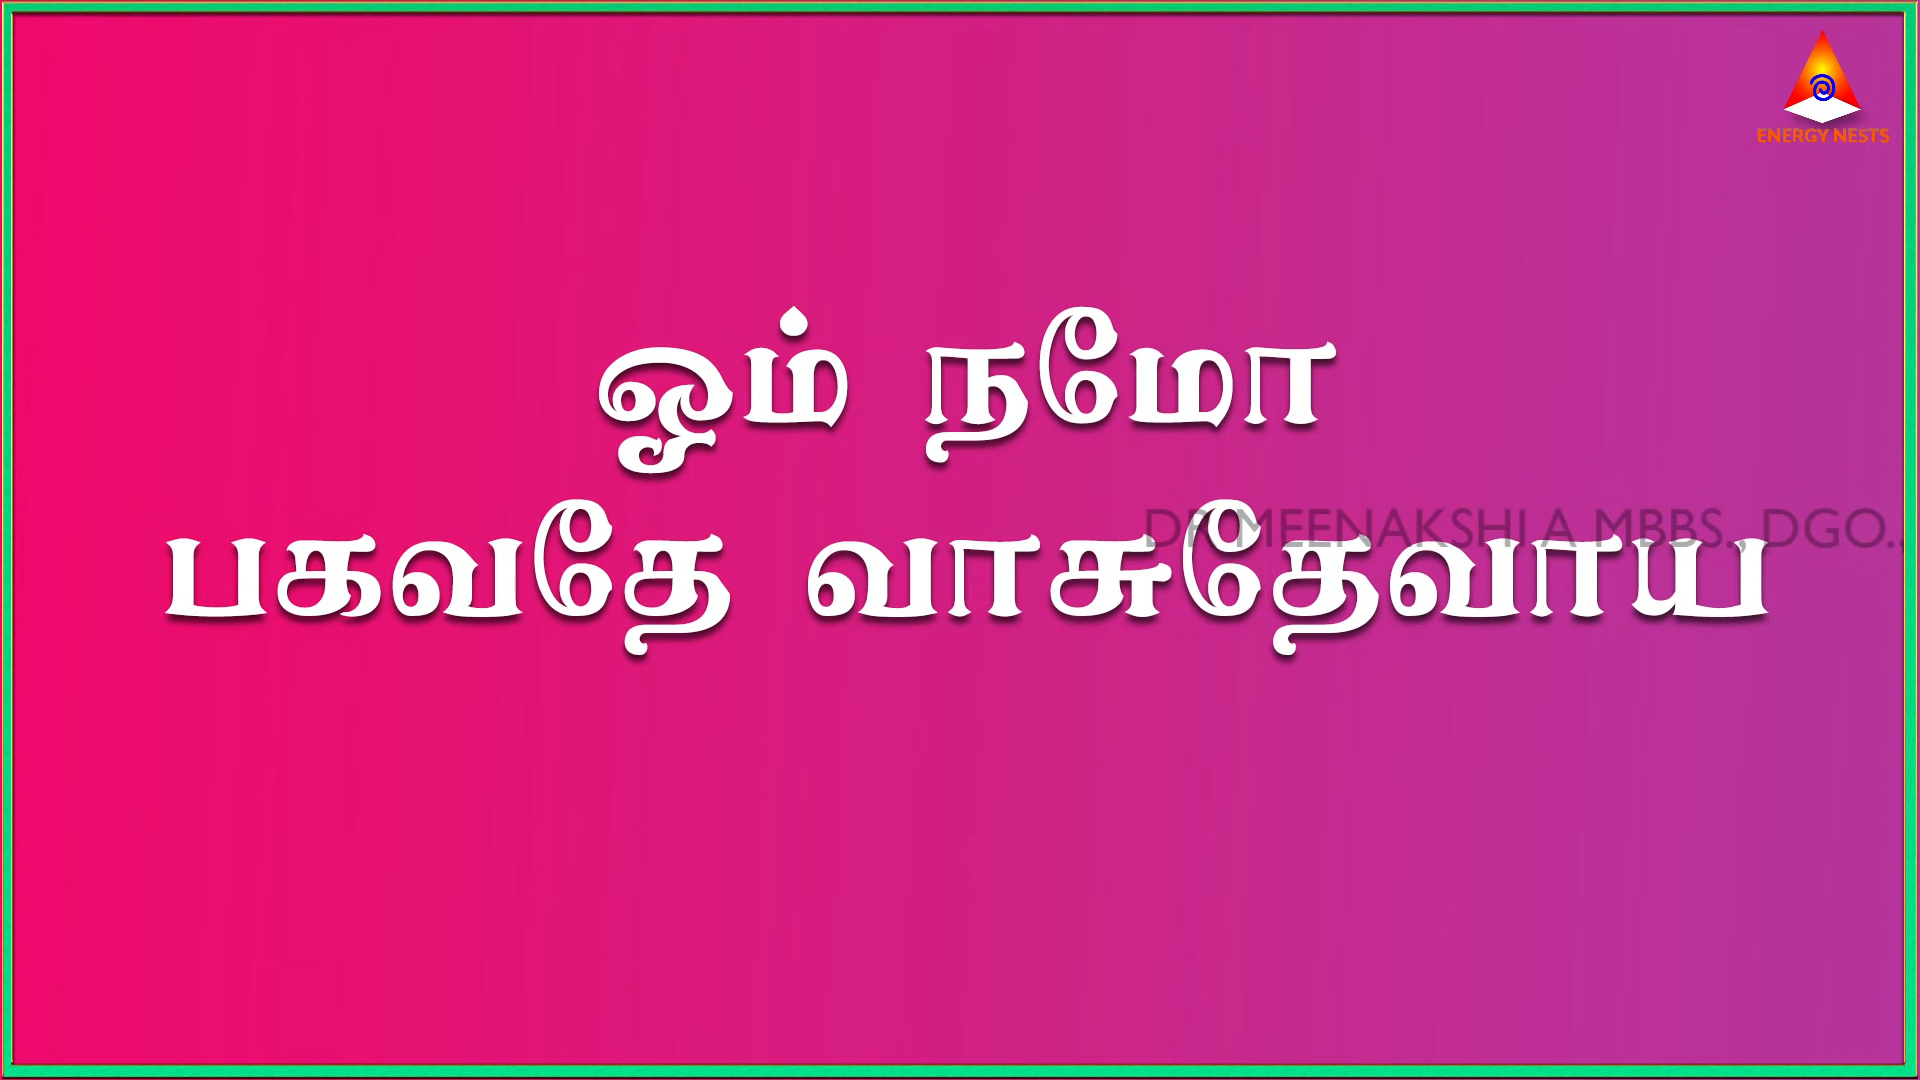 ENERGY NESTS
ஓம் நமோ
DR MEENAKSHI A MBBS., DGO.,
பகவதே வாசுதேவாய